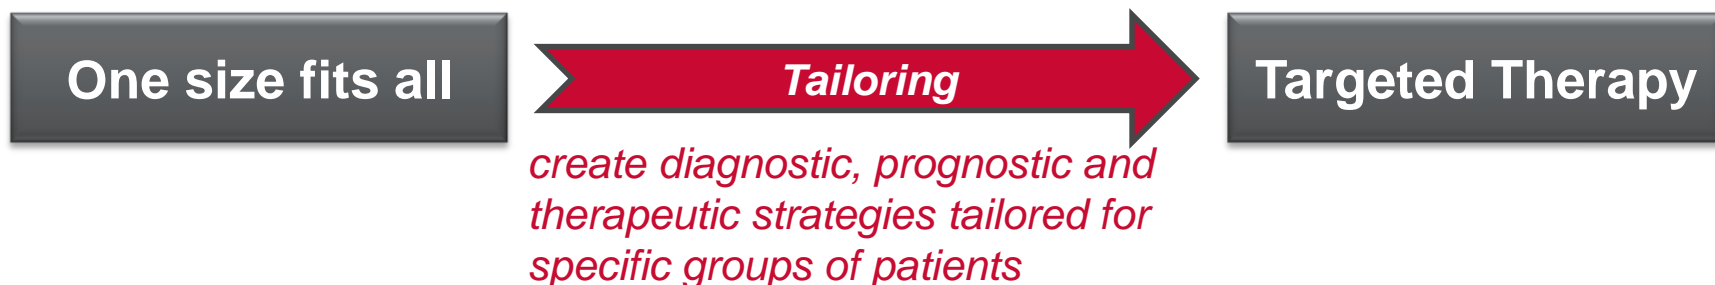 One size fits all
Tailoring
Targeted Therapy
create diagnostic, prognostic and
therapeutic strategies tailored for
specific groups of patients